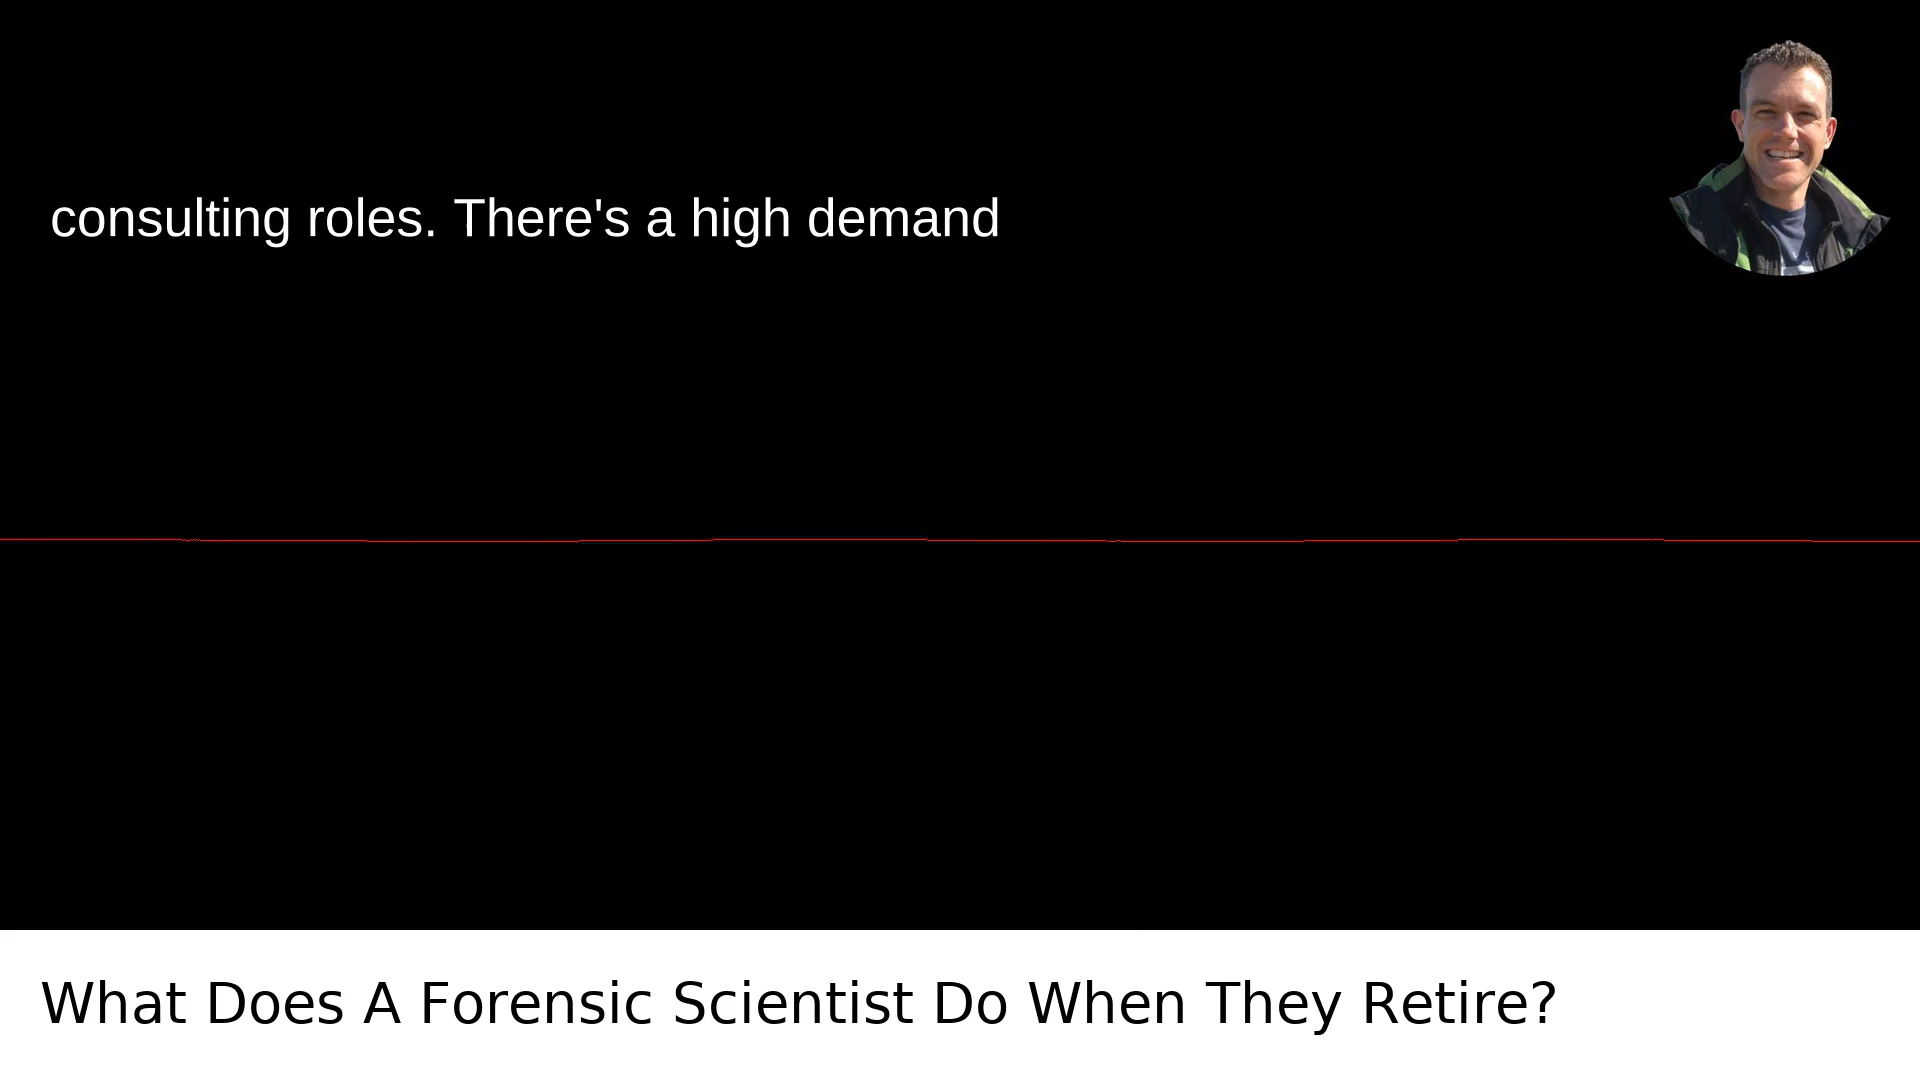 consulting roles. There's a high demand
What Does A Forensic Scientist Do When They Retire?